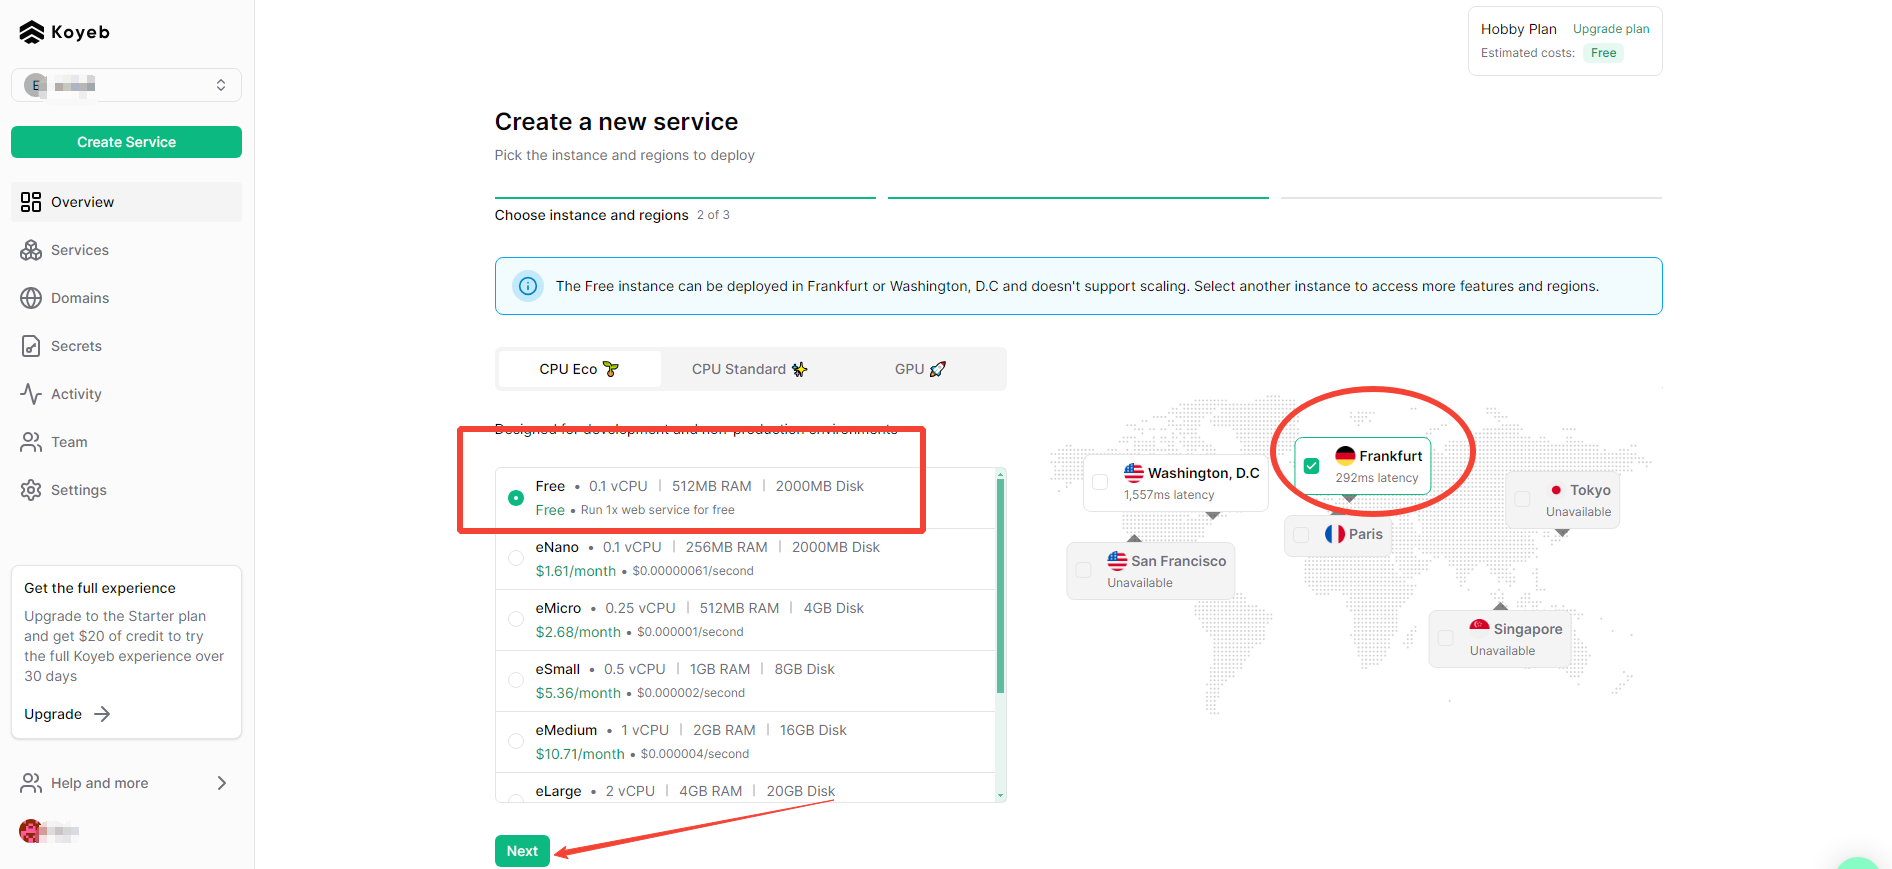 Koyeb
E
Create Service
Overview
Services
Domains
Secrets
Activity
Team
Settings
Get the full experience
Upgrade to the Starter plan
and get $20 of credit to try
the full Koyeb experience over
30 days
Upgrade
Help and more
Hobby Plan Upgrade plan
Estimated costs: Free
Create a new service
Pick the instance and regions to deploy
Choose instance and regions 2 of 3
The Free instance can be deployed in Frankfurt or Washington, D.C and doesn't support scaling. Select another instance to access more features and regions.
CPU Eco CPU Standard GPU
Designed for development and non-production environments
Free • 0.1 vCPU | 512MB RAM | 2000MB Disk
Free • Run 1x web service for free
eNano • 0.1 vCPU | 256MB RAM | 2000MB Disk
$1.61/month • $0.00000061/second
eMicro • 0.25 vCPU | 512MB RAM | 4GB Disk
$2.68/month • $0.000001/second
eSmall • 0.5 vCPU | 1GB RAM | 8GB Disk
$5.36/month • $0.000002/second
eMedium • 1 vCPU | 2GB RAM | 16GB Disk
$10.71/month • $0.000004/second
eLarge • 2 vCPU | 4GB RAM | 20GB Disk
Next
Washington, D.C
1,557ms latency
Frankfurt
292ms latency
Tokyo
Unavailable
Paris
San Francisco
Unavailable
Singapore
Unavailable